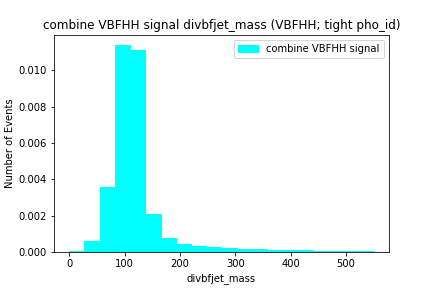 combine VBFHH signal divbfjet_mass (VBFHH; tight pho_id)
combine VBFHH signal
0.010
0.008
0.006
0.004
0.002
0.000
Number of Events
0 100 200 300 400 500
divbfjet_mass